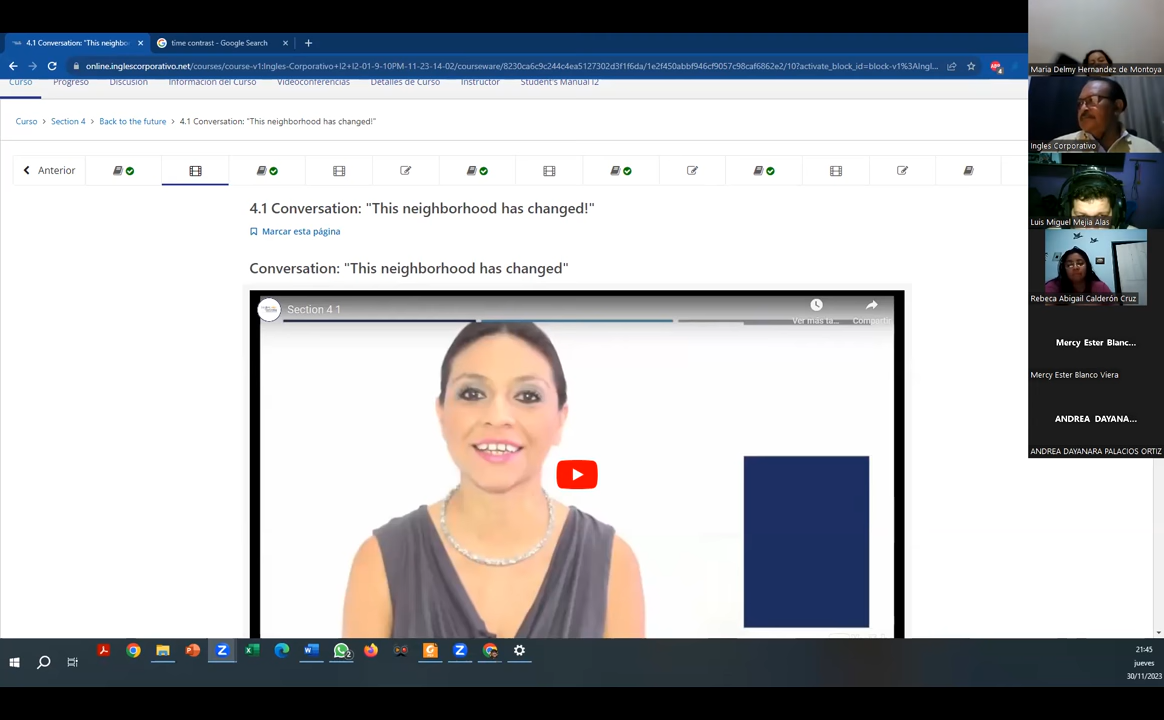 4.1 Conversation: "This neighbo
time contrast - Google Search
online.inglescorporativo.net/courses/course-v1:Ingles-Corporativo+I2+I2-01-9-10PM-11-23-14-02/courseware/8230ca6c9c244c4ea5127302d3f1f6da/1e2f450abbf946cf9057c98caf6862e2/10?activate_block_id=block-v1%3AIngl...
Curso Progreso Discusión Información del Curso Videoconferencias Detalles de Curso Instructor Student's Manual I2
Curso > Section 4 > Back to the future > 4.1 Conversation: "This neighborhood has changed!"
Anterior
4.1 Conversation: "This neighborhood has changed!"
Marcar esta página
Conversation: "This neighborhood has changed"
Section 4 1
Ver más ta... Compartir
Maria Delmy Hernandez de Montoya
Ingles Corporativo
Luis Miguel Mejia Alas
Rebeca Abigail Calderón Cruz
Mercy Ester Blanc...
Mercy Ester Blanco Viera
ANDREA DAYANA...
ANDREA DAYANARA PALACIOS ORTIZ
21:45
jueves
30/11/2023